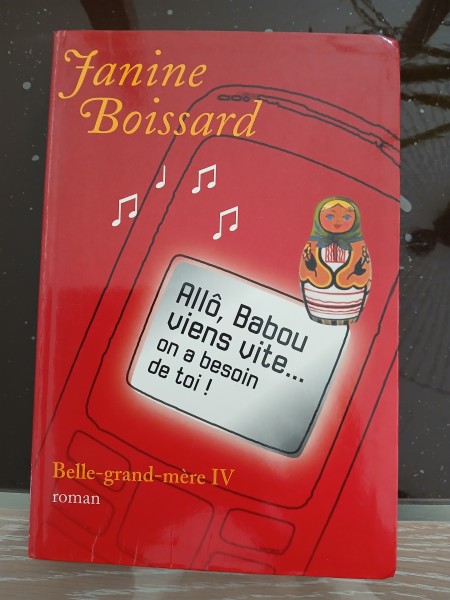 Janine
Boissard
Allô, Babou
viens vite...
on a besoin
de toi !
Belle-grand-mère IV
roman